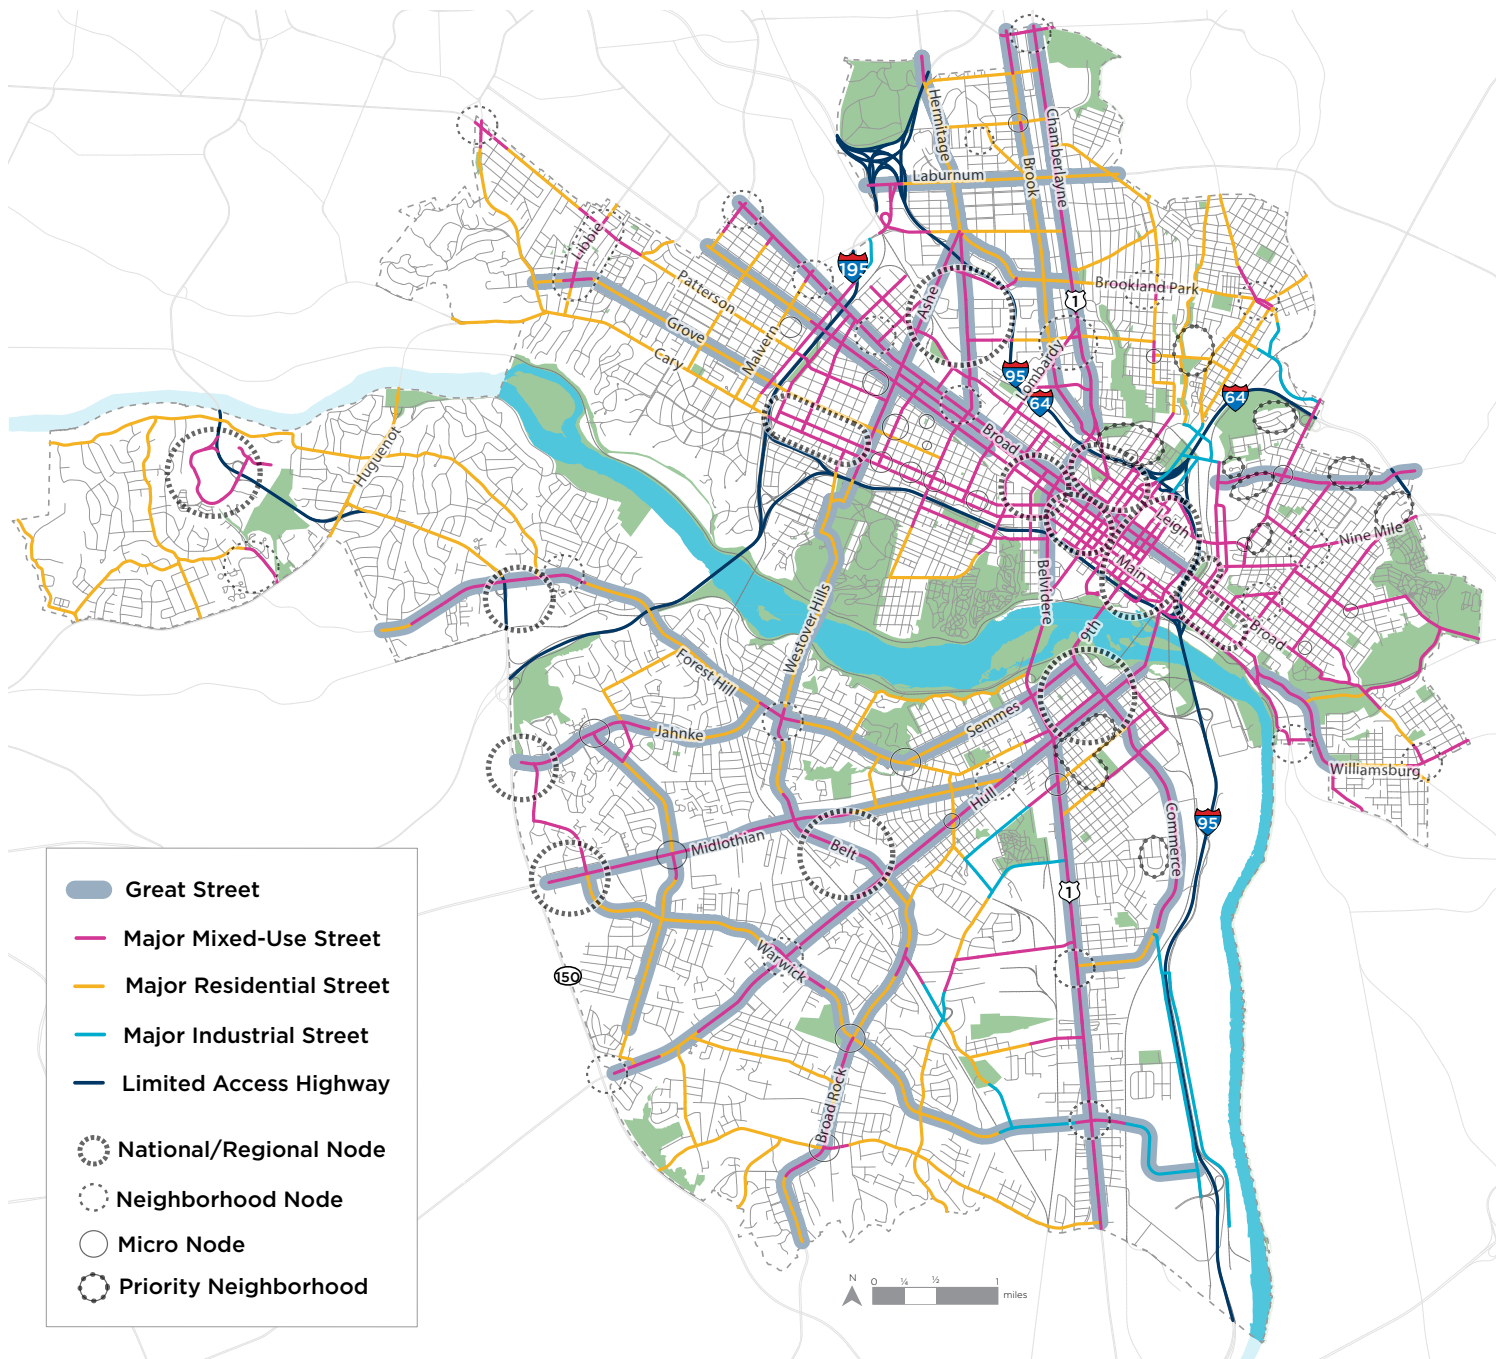 Hermitage
Chamberlayne
Brook
Laburnum
Libbie
195
Patterson
Ashe
Brookland Park
1
Grove
Malvern
Lombardy
Cary
95
64
64
Broad
Huguenot
Leigh
Nine Mile
Main
Belvidere
Westover Hills
9th
Broad
Forest Hill
Semmes
Jahnke
Williamsburg
Hull
Commerce
95
Midlothian
Belt
1
Warwick
150
Broad Rock
Great Street
Major Mixed-Use Street
Major Residential Street
Major Industrial Street
Limited Access Highway
National/Regional Node
Neighborhood Node
Micro Node
Priority Neighborhood
N
0 ¼ ½ 1
miles